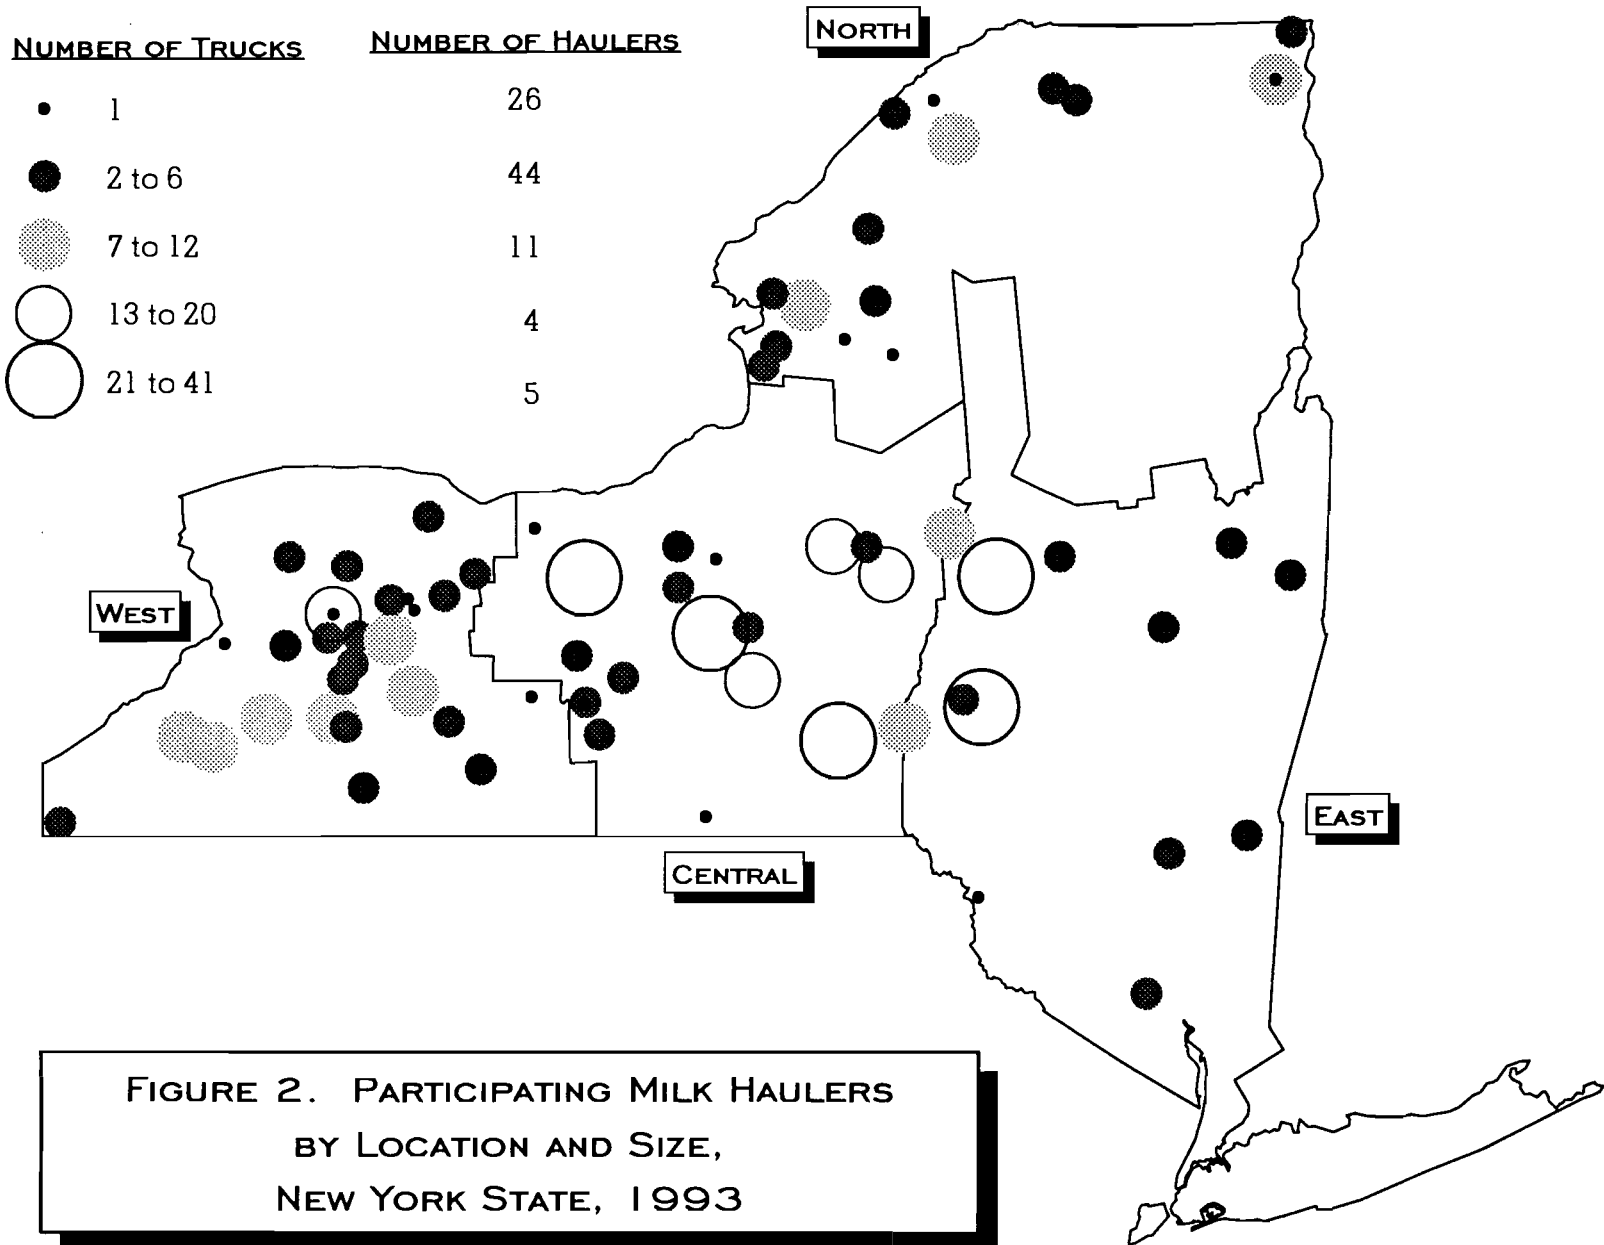 NORTH
NUMBER OF TRUCKS NUMBER OF HAULERS
1 26
2 to 6 44
7 to 12 11
13 to 20 4
21 to 41 5
WEST
EAST
CENTRAL
FIGURE 2. PARTICIPATING MILK HAULERS
BY LOCATION AND SIZE,
NEW YORK STATE, 1993